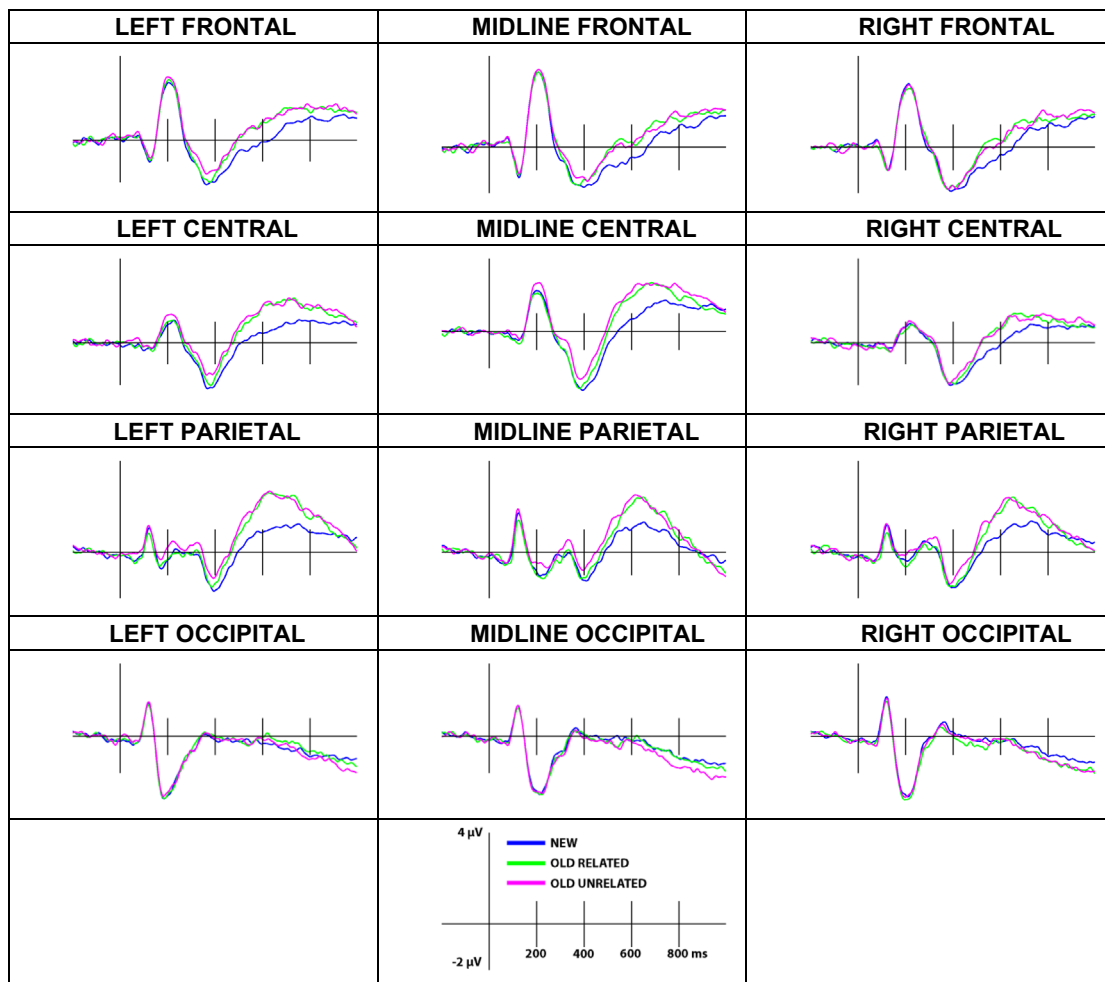 LEFT FRONTAL MIDLINE FRONTAL RIGHT FRONTAL
LEFT CENTRAL MIDLINE CENTRAL RIGHT CENTRAL
LEFT PARIETAL MIDLINE PARIETAL RIGHT PARIETAL
LEFT OCCIPITAL MIDLINE OCCIPITAL RIGHT OCCIPITAL
4 µV
NEW
OLD RELATED
OLD UNRELATED
200 400 600 800 ms
-2 µV